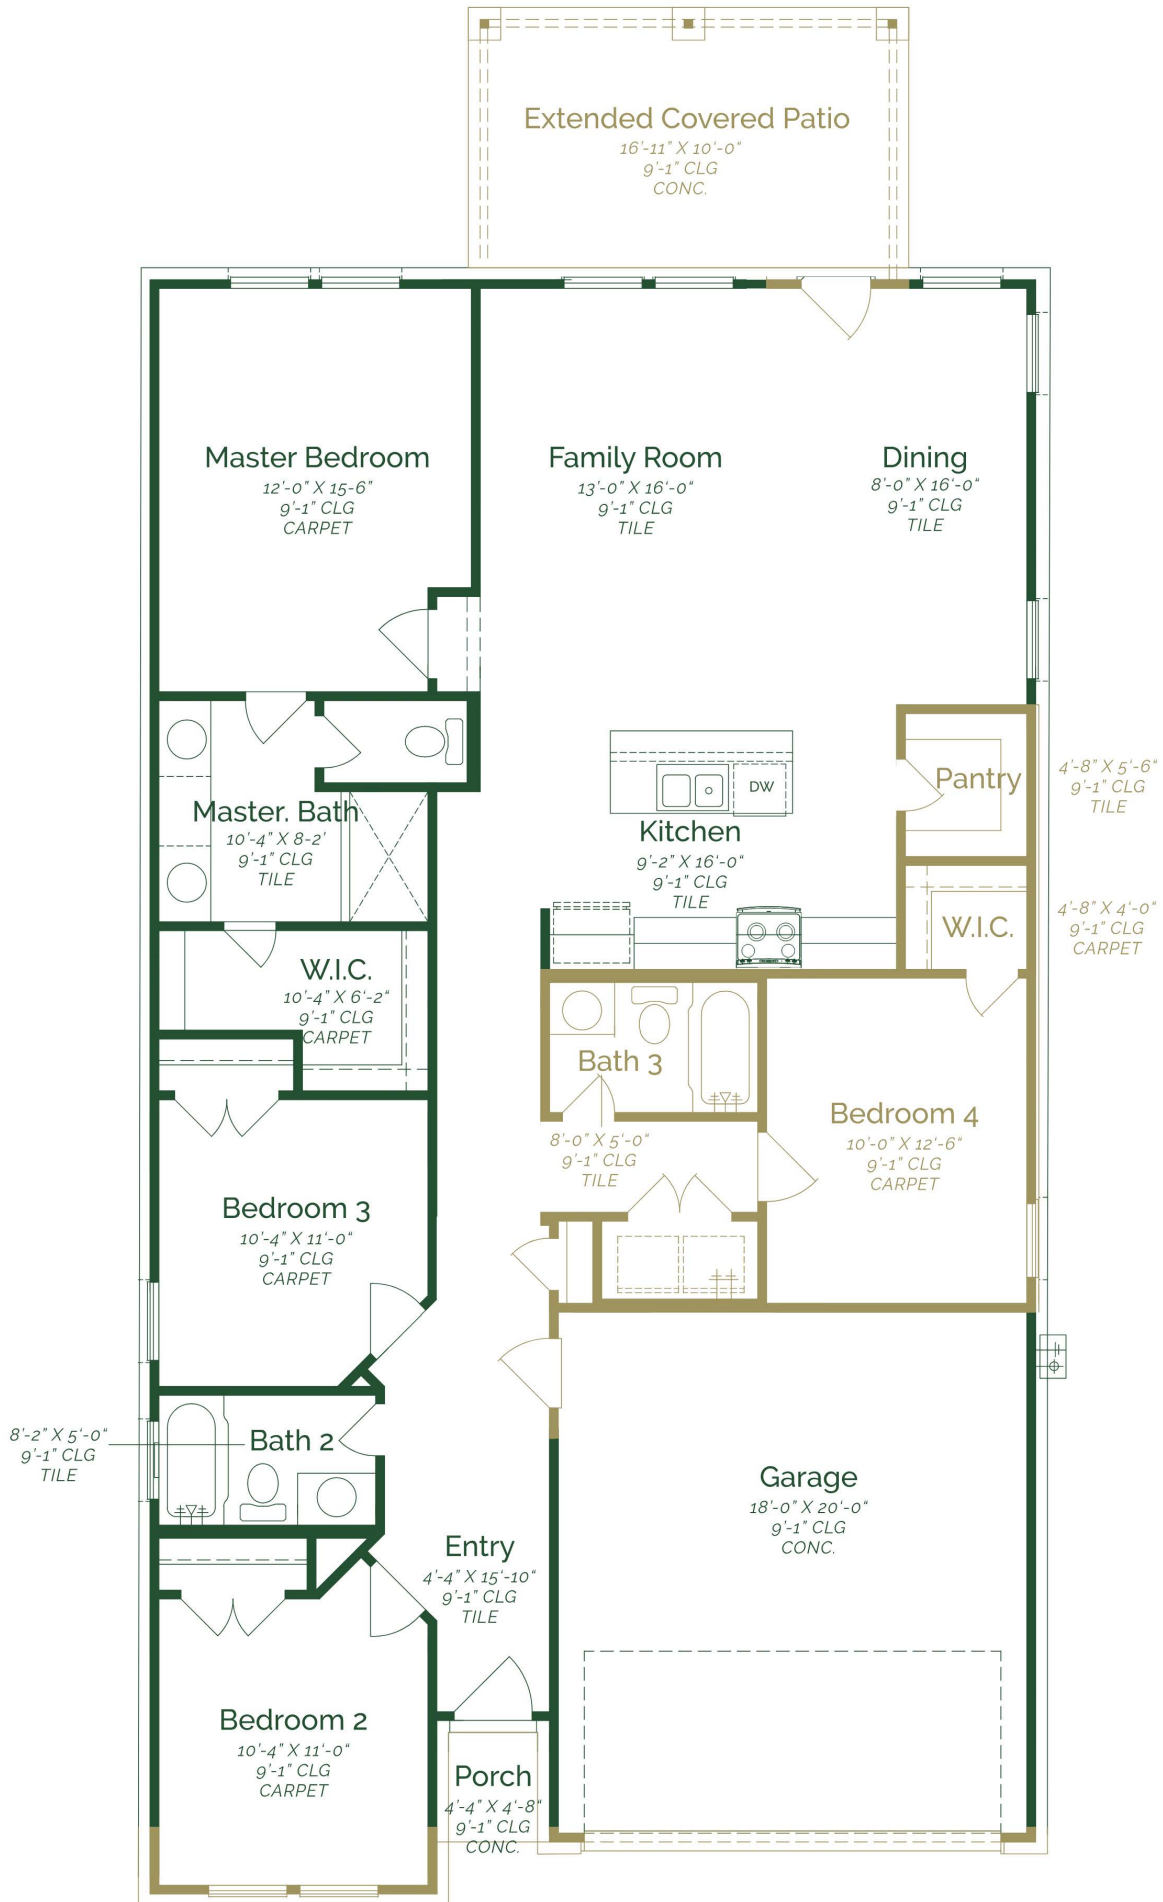 Extended Covered Patio
16'-11" X 10'-0"
9'-1" CLG
CONC.
Master Bedroom
12'-0" X 15-6"
9'-1" CLG
CARPET
Family Room
13'-0" X 16'-0"
9'-1" CLG
TILE
Dining
8'-0" X 16'-0"
9'-1" CLG
TILE
Pantry
4'-8" X 5'-6"
9'-1" CLG
TILE
DW
Kitchen
9'-2" X 16'-0"
9'-1" CLG
TILE
Master. Bath
10'-4" X 8-2'
9'-1" CLG
TILE
W.I.C.
4'-8" X 4'-0"
9'-1" CLG
CARPET
W.I.C.
10'-4" X 6'-2"
9'-1" CLG
CARPET
Bath 3
8'-0" X 5'-0"
9'-1" CLG
TILE
Bedroom 4
10'-0" X 12'-6"
9'-1" CLG
CARPET
Bedroom 3
10'-4" X 11'-0"
9'-1" CLG
CARPET
8'-2" X 5'-0"
9'-1" CLG
TILE
Bath 2
Garage
18'-0" X 20'-0"
9'-1" CLG
CONC.
Entry
4'-4" X 15'-10"
9'-1" CLG
TILE
Bedroom 2
10'-4" X 11'-0"
9'-1" CLG
CARPET
Porch
4'-4" X 4'-8"
9'-1" CLG
CONC.